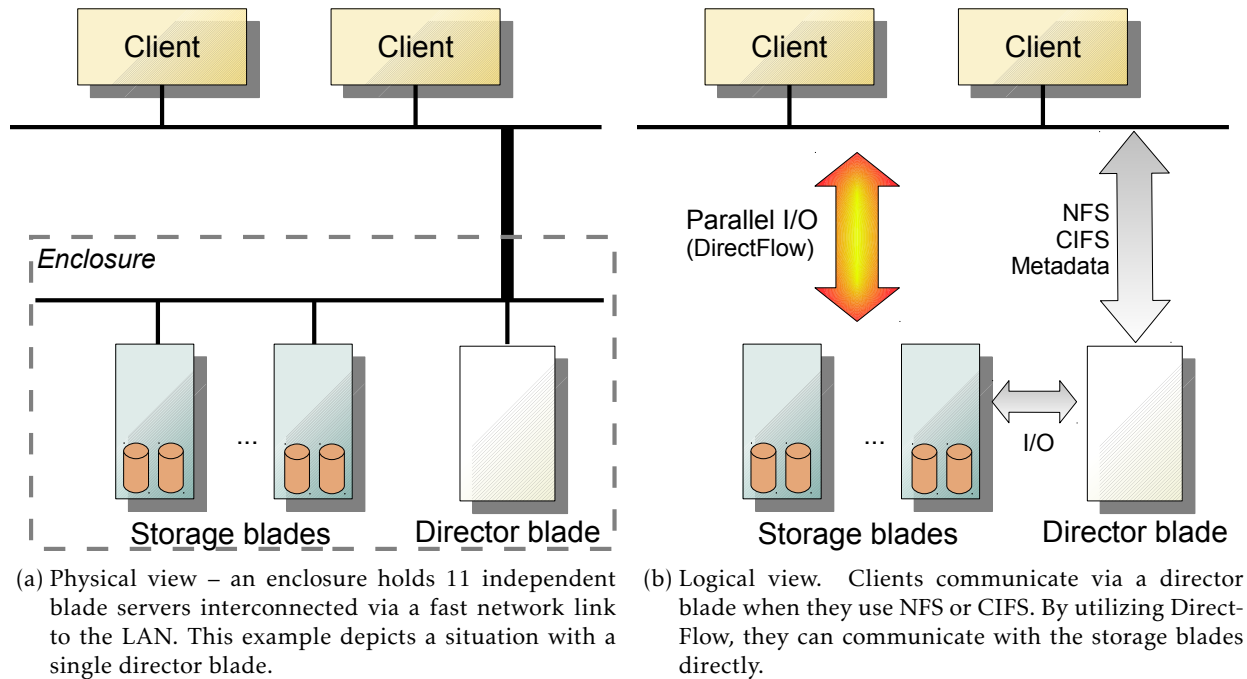 Client
Client
Enclosure
...
Storage blades
Director blade
(a) Physical view – an enclosure holds 11 independent
blade servers interconnected via a fast network link
to the LAN. This example depicts a situation with a
single director blade.
Client
Client
Parallel I/O
(DirectFlow)
NFS
CIFS
Metadata
...
I/O
Storage blades
Director blade
(b) Logical view. Clients communicate via a director
blade when they use NFS or CIFS. By utilizing Direct-
Flow, they can communicate with the storage blades
directly.